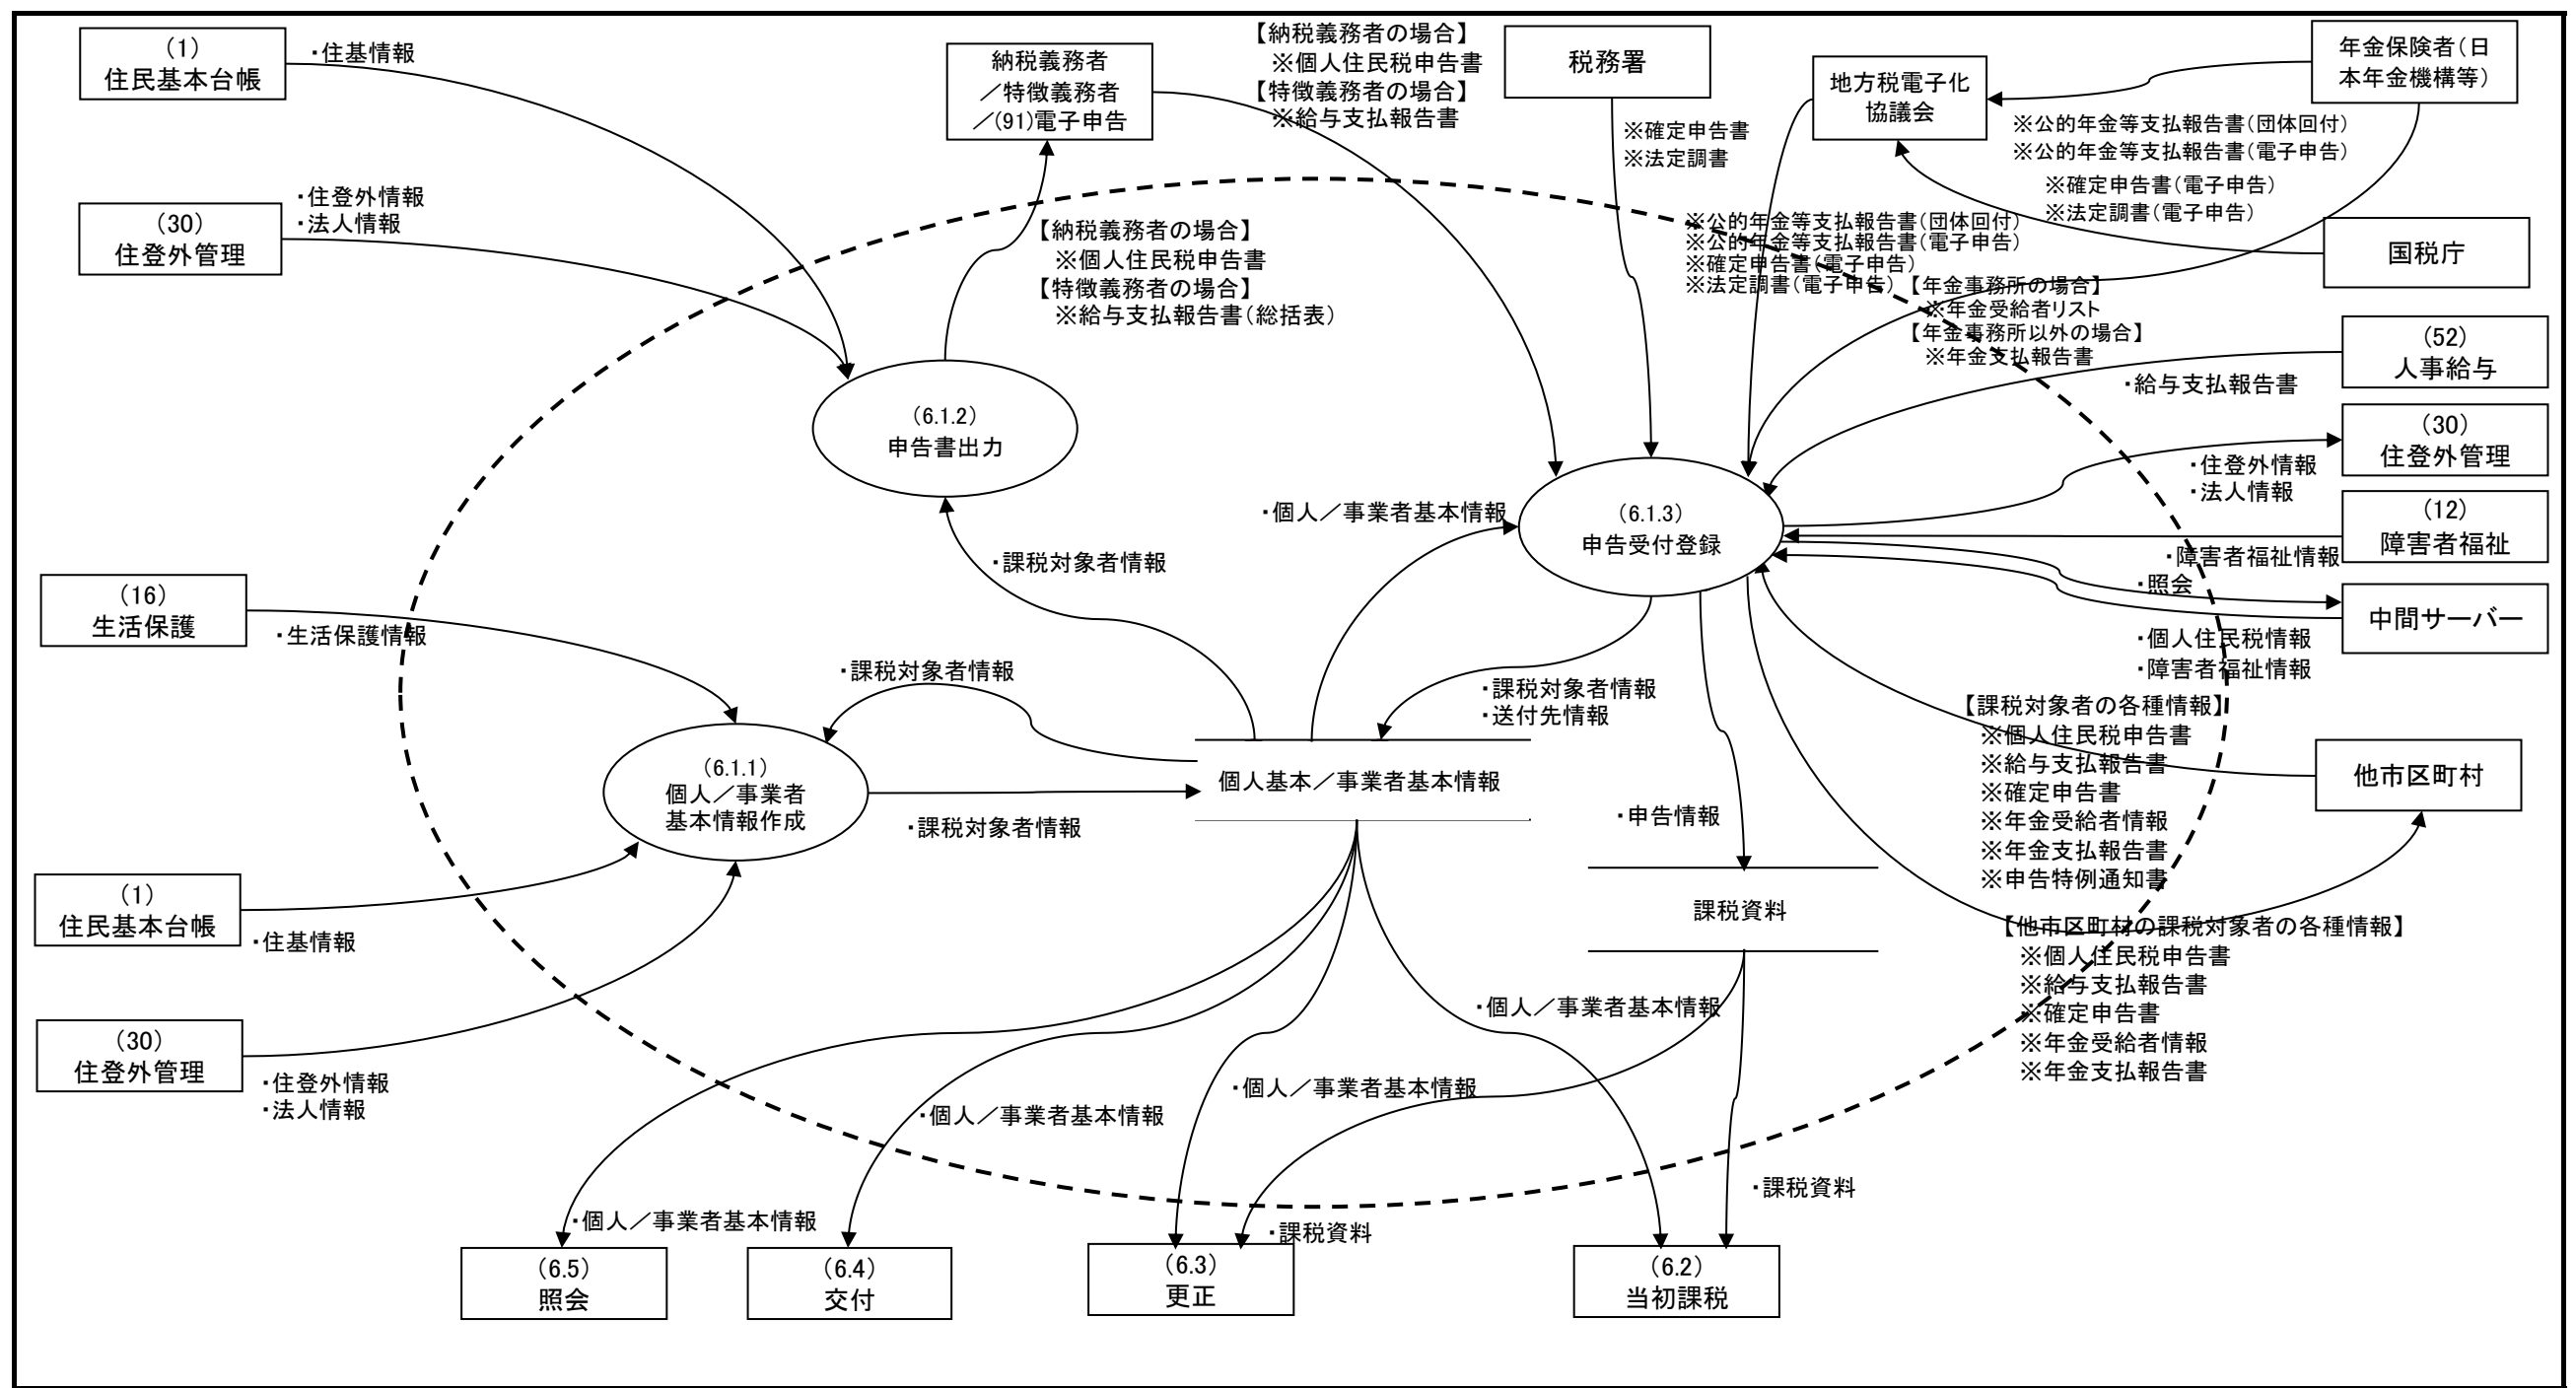 （1）
住民基本台帳
・住基情報
納税義務者
／特徴義務者
／(91)電子申告
【納税義務者の場合】
※個人住民税申告書
【特徴義務者の場合】
※給与支払報告書
税務署
※確定申告書
※法定調書
地方税電子化
協議会
年金保険者（日
本年金機構等）
※公的年金等支払報告書（団体回付）
※公的年金等支払報告書（電子申告）
※確定申告書（電子申告）
※法定調書（電子申告）
国税庁
（30）
住登外管理
・住登外情報
・法人情報
【納税義務者の場合】
※個人住民税申告書
【特徴義務者の場合】
※給与支払報告書（総括表）
※公的年金等支払報告書（団体回付）
※公的年金等支払報告書（電子申告）
※確定申告書（電子申告）
※法定調書（電子申告）
【年金事務所の場合】
※年金受給者リスト
【年金事務所以外の場合】
※年金支払報告書
（52）
人事給与
・給与支払報告書
（6.1.2）
申告書出力
（30）
住登外管理
・住登外情報
・法人情報
・個人／事業者基本情報
（6.1.3）
申告受付登録
（12）
障害者福祉
・障害者福祉情報
・照会
・課税対象者情報
（16）
生活保護
・生活保護情報
中間サーバー
・個人住民税情報
・障害者福祉情報
・課税対象者情報
・課税対象者情報
・送付先情報
【課税対象者の各種情報】
※個人住民税申告書
※給与支払報告書
※確定申告書
※年金受給者情報
※年金支払報告書
※申告特例通知書
他市区町村
（6.1.1）
個人／事業者
基本情報作成
・課税対象者情報
個人基本／事業者基本情報
・申告情報
課税資料
（1）
住民基本台帳
・住基情報
【他市区町材の課税対象者の各種情報】
※個人住民税申告書
※給与支払報告書
※確定申告書
※年金受給者情報
※年金支払報告書
（30）
住登外管理
・住登外情報
・法人情報
・個人／事業者基本情報
・個人／事業者基本情報
・個人／事業者基本情報
・課税資料
・個人／事業者基本情報
・課税資料
（6.5）
照会
（6.4）
交付
（6.3）
更正
（6.2）
当初課税